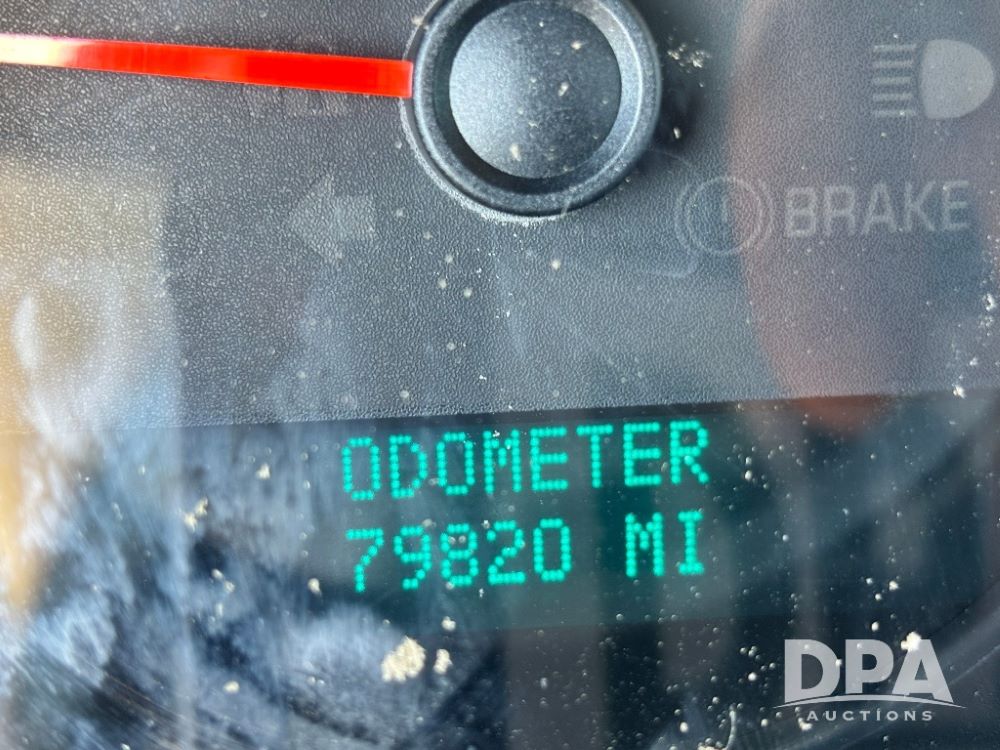 BRAKE
ODOMETER
79820 MI
DPA
AUCTIONS